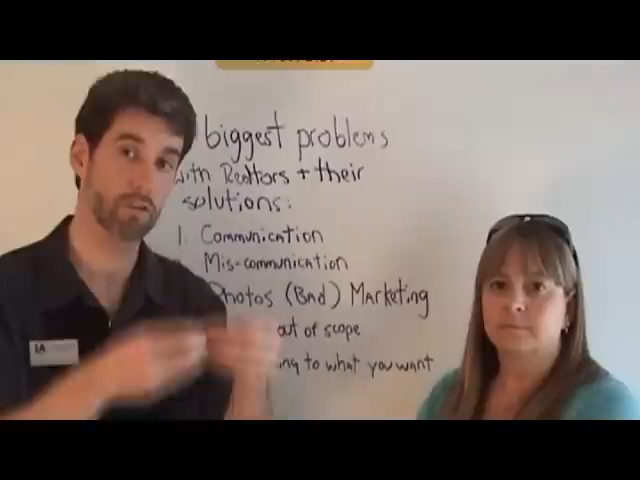 biggest problems
with Realtors + their
solutions:
1. Communication
Mis-communication
Photos (Bad) Marketing
out of scope
to what you want
IA